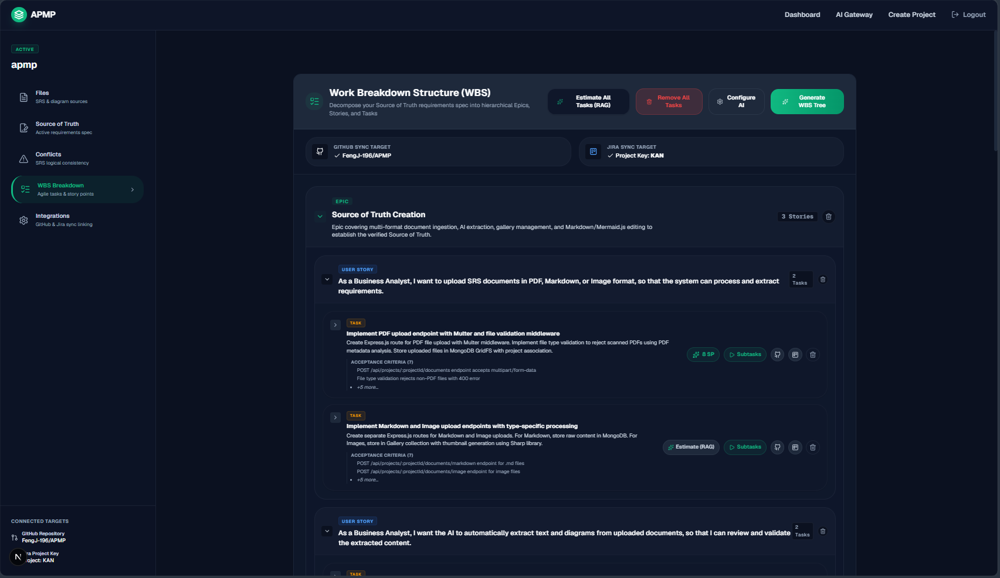 APMP
Dashboard
AI Gateway
Create Project
Logout
ACTIVE
apmp
Files
SRS & diagram sources
Source of Truth
Active requirements spec
Conflicts
SRS logical consistency
WBS Breakdown
Agile tasks & story points
Integrations
GitHub & Jira sync linking
CONNECTED TARGETS
GitHub Repository
FengJ-196/APMP
N
ra Project Key
roject: KAN
Work Breakdown Structure (WBS)
Decompose your Source of Truth requirements spec into hierarchical Epics,
Stories, and Tasks
Estimate All
Tasks (RAG)
Remove All
Tasks
Configure
AI
Generate
WBS Tree
GITHUB SYNC TARGET
✓ FengJ-196/APMP
JIRA SYNC TARGET
✓ Project Key: KAN
EPIC
Source of Truth Creation
Epic covering multi-format document ingestion, AI extraction, gallery management, and Markdown/Mermaid.js editing to
establish the verified Source of Truth.
3 Stories
USER STORY
As a Business Analyst, I want to upload SRS documents in PDF, Markdown, or Image format, so that the system can process and extract
requirements.
2
Tasks
TASK
Implement PDF upload endpoint with Multer and file validation middleware
Create Express.js route for PDF file upload with Multer middleware. Implement file type validation to reject scanned PDFs using PDF
metadata analysis. Store uploaded files in MongoDB GridFS with project association.
ACCEPTANCE CRITERIA (7)
POST /api/projects/:projectId/documents endpoint accepts multipart/form-data
File type validation rejects non-PDF files with 400 error
• +5 more...
8 SP
Subtasks
TASK
Implement Markdown and Image upload endpoints with type-specific processing
Create separate Express.js routes for Markdown and Image uploads. For Markdown, store raw content in MongoDB. For
Images, store in Gallery collection with thumbnail generation using Sharp library.
ACCEPTANCE CRITERIA (7)
POST /api/projects/:projectId/documents/markdown endpoint for .md files
POST /api/projects/:projectId/documents/image endpoint for image files
• +5 more...
Estimate (RAG)
Subtasks
USER STORY
As a Business Analyst, I want the AI to automatically extract text and diagrams from uploaded documents, so that I can review and validate
the extracted content.
2
Tasks
TASK